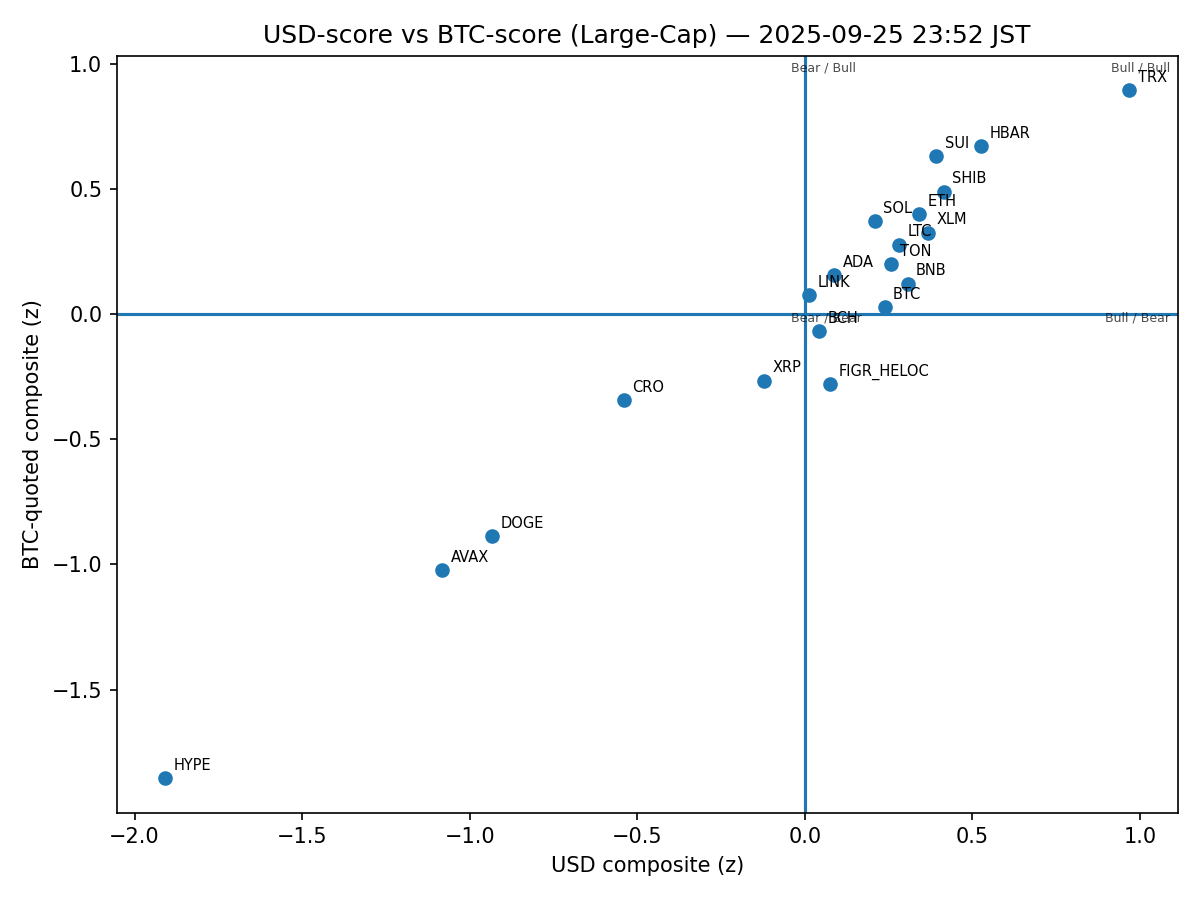 USD-score vs BTC-score (Large-Cap) — 2025-09-25 23:52 JST
1.0
0.5
0.0
−0.5
−1.0
−1.5
BTC-quoted composite (z)
Bear / Bull
Bull / Bull
TRX
HBAR
SUI
SHIB
ETH
SOL
XLM
LTC
TON
ADA
BNB
LINK
BTC
Bear / Bear
BCH
Bull / Bear
XRP
FIGR_HELOC
CRO
DOGE
AVAX
HYPE
−2.0
−1.5
−1.0
−0.5
0.0
0.5
1.0
USD composite (z)